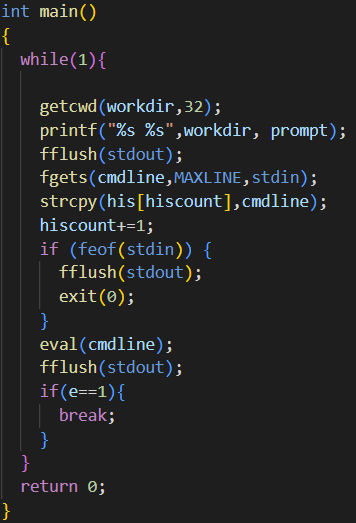 int main()
{
while(1){
getcwd(workdir,32);
printf("%s %s",workdir, prompt);
fflush(stdout);
fgets(cmdline,MAXLINE,stdin);
strcpy(his[hiscount],cmdline);
hiscount+=1;
if (feof(stdin)) {
fflush(stdout);
exit(0);
}
eval(cmdline);
fflush(stdout);
if(e==1){
break;
}
}
return 0;
}